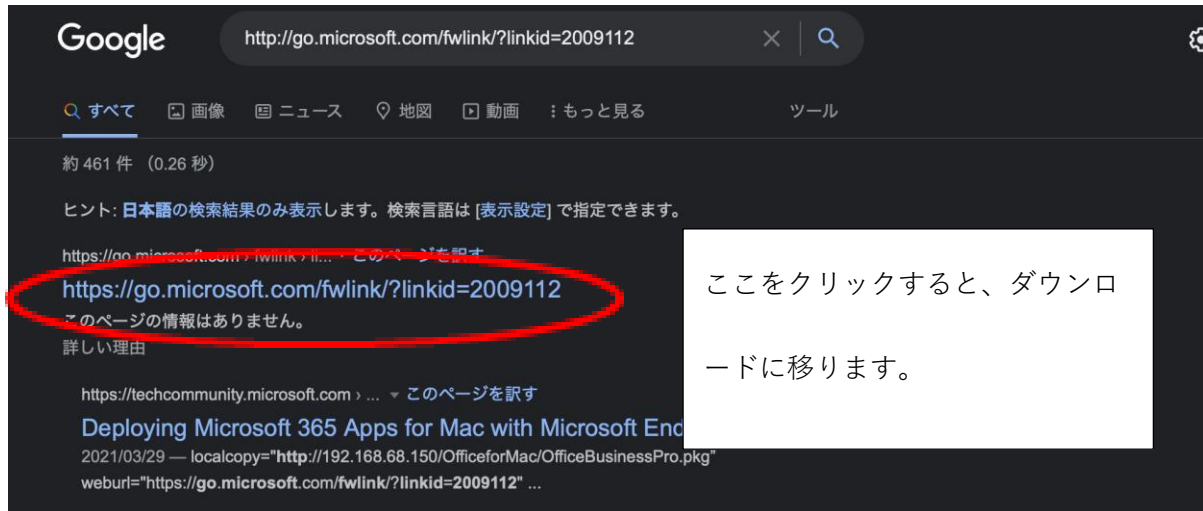 Google
http://go.microsoft.com/fwlink/?linkid=2009112
すべて 画像 ニュース 地図 動画 もっと見る ツール
約 461 件 （0.26 秒）
ヒント: 日本語の検索結果のみ表示します。検索言語は [表示設定] で指定できます。
https://go.microsoft.com › fwlink › li... このページを訳す
https://go.microsoft.com/fwlink/?linkid=2009112
このページの情報はありません。
詳しい理由
ここをクリックすると、ダウンロ
ードに移ります。
https://techcommunity.microsoft.com › ... このページを訳す
Deploying Microsoft 365 Apps for Mac with Microsoft End
2021/03/29 — localcopy="http://192.168.68.150/OfficeforMac/OfficeBusinessPro.pkg"
weburl="https://go.microsoft.com/fwlink/?linkid=2009112" ...